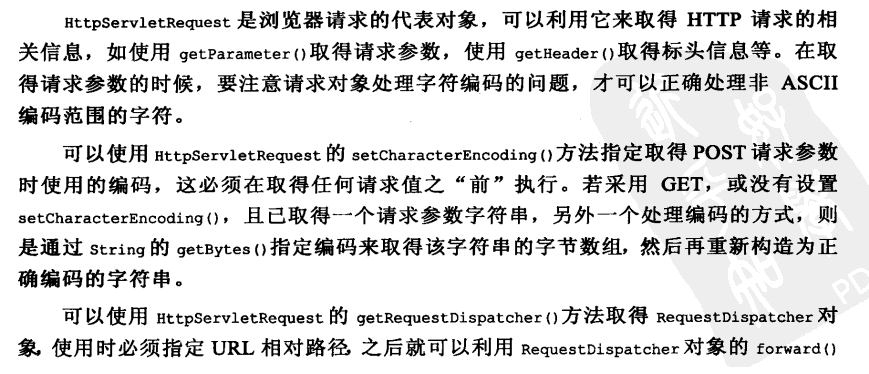 HttpServletRequest 是浏览器请求的代表对象，可以利用它来取得 HTTP 请求的相
关信息，如使用 getParameter()取得请求参数，使用 getHeader()取得标头信息等。在取
得请求参数的时候，要注意请求对象处理字符编码的问题，才可以正确处理非 ASCII
编码范围的字符。
可以使用 HttpServletRequest 的 setCharacterEncoding()方法指定取得 POST 请求参数
时使用的编码，这必须在取得任何请求值之“前”执行。若采用 GET，或没有设置
setCharacterEncoding()，且已取得一个请求参数字符串，另外一个处理编码的方式，则
是通过 String 的 getBytes()指定编码来取得该字符串的字节数组，然后再重新构造为正
确编码的字符串。
可以使用 HttpServletRequest 的 getRequestDispatcher()方法取得 RequestDispatcher 对
象，使用时必须指定 URL 相对路径，之后就可以利用 RequestDispatcher 对象的 forward()
PD